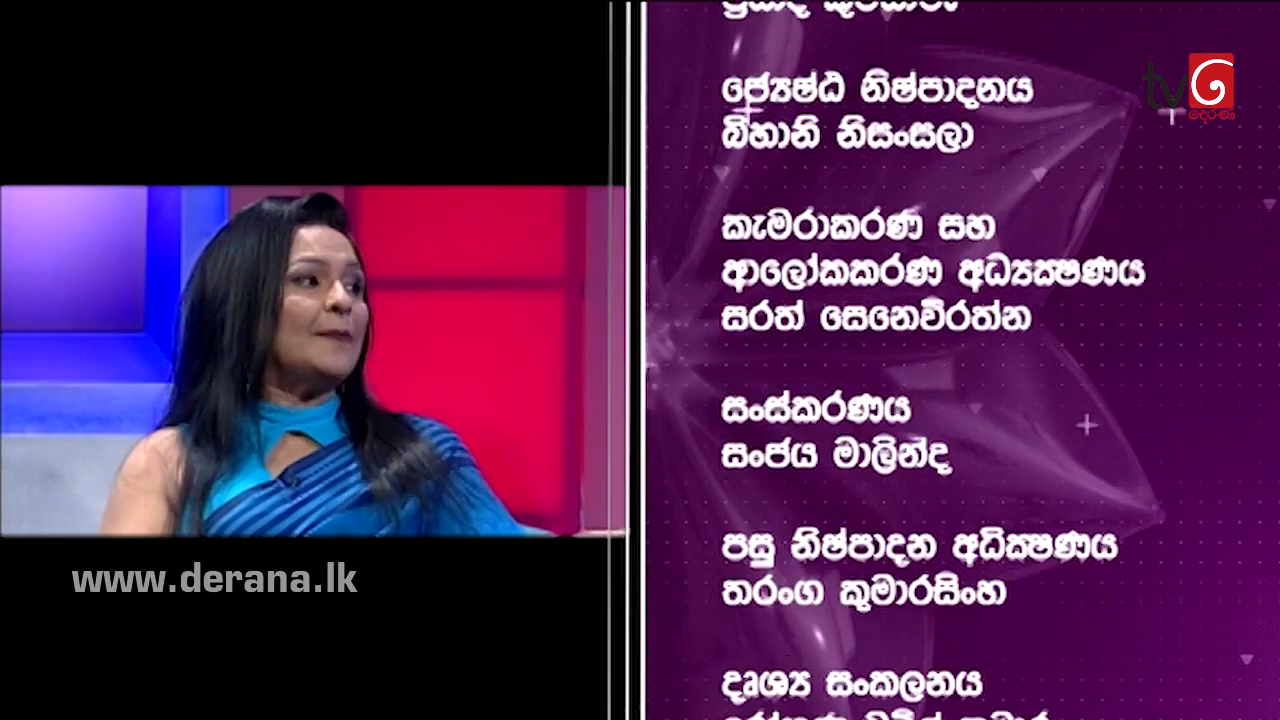 tv
දෙරණ
ජ්‍යෙෂ්ඨ නිෂ්පාදනය
බිහානි නිසංසලා
කැමරාකරණ සහ
ආලෝකකරණ අධ්‍යක්ෂණය
සරත් සෙනෙවිරත්න
සංස්කරණය
සංජය මාලින්ද
පසු නිෂ්පාදන අධික්ෂණය
තරංග කුමාරසිංහ
දෘශ්‍ය සංකලනය
www.derana.lk